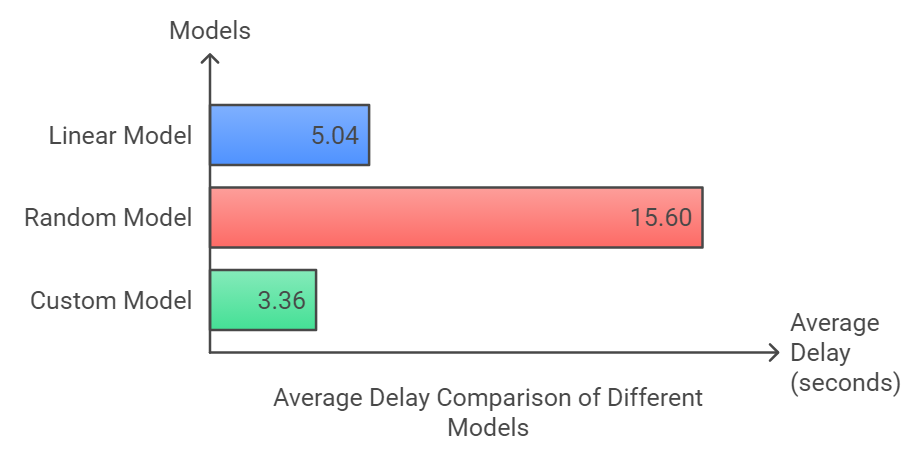 Models
Linear Model
5.04
Random Model
15.60
Custom Model
3.36
Average
Delay
(seconds)
Average Delay Comparison of Different
Models